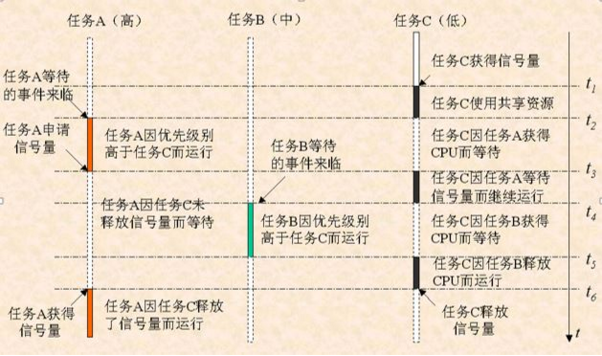 任务A（高）
任务B（中）
任务C（低）
任务A等待
的事件来临
任务C获得信号量
t1
任务C使用共享资源
t2
任务A申请
信号量
任务A因优先级别
高于任务C而运行
任务B等待
的事件来临
任务C因任务A获得
CPU而等待
t3
任务C因任务A等待
信号量而继续运行
任务A因任务C未
释放信号量而等待
t4
任务B因优先级别
高于任务C而运行
任务C因任务B获得
CPU而等待
t5
任务C因任务B释放
CPU而运行
t6
任务A获得
信号量
任务A因任务C释放
了信号量而运行
任务C释放
信号量
t